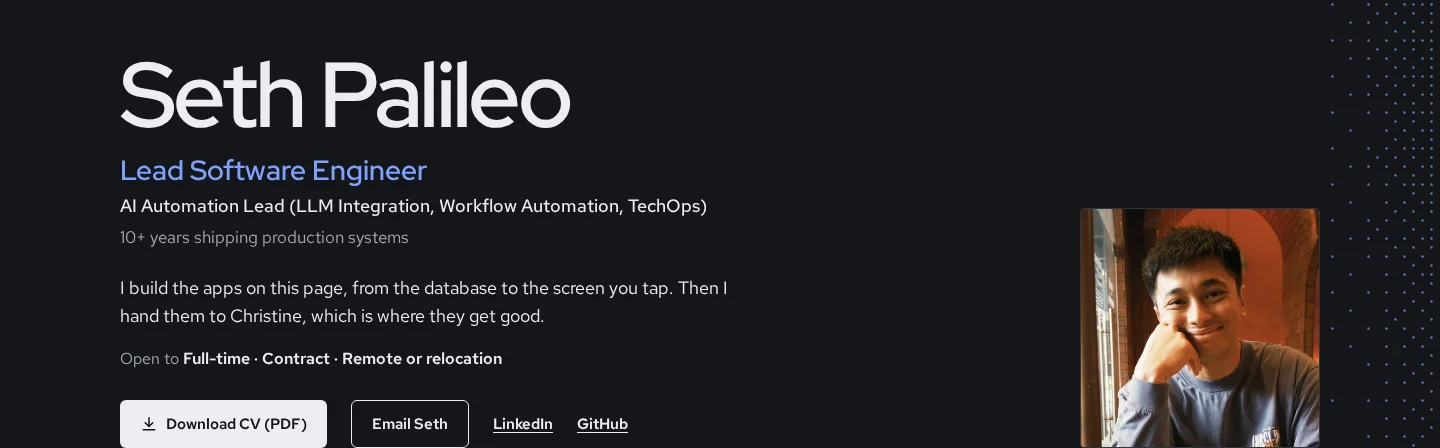 Seth Palileo
Lead Software Engineer
AI Automation Lead (LLM Integration, Workflow Automation, TechOps)
10+ years shipping production systems
I build the apps on this page, from the database to the screen you tap. Then I
hand them to Christine, which is where they get good.
Open to Full-time · Contract · Remote or relocation
Download CV (PDF)
Email Seth
LinkedIn
GitHub